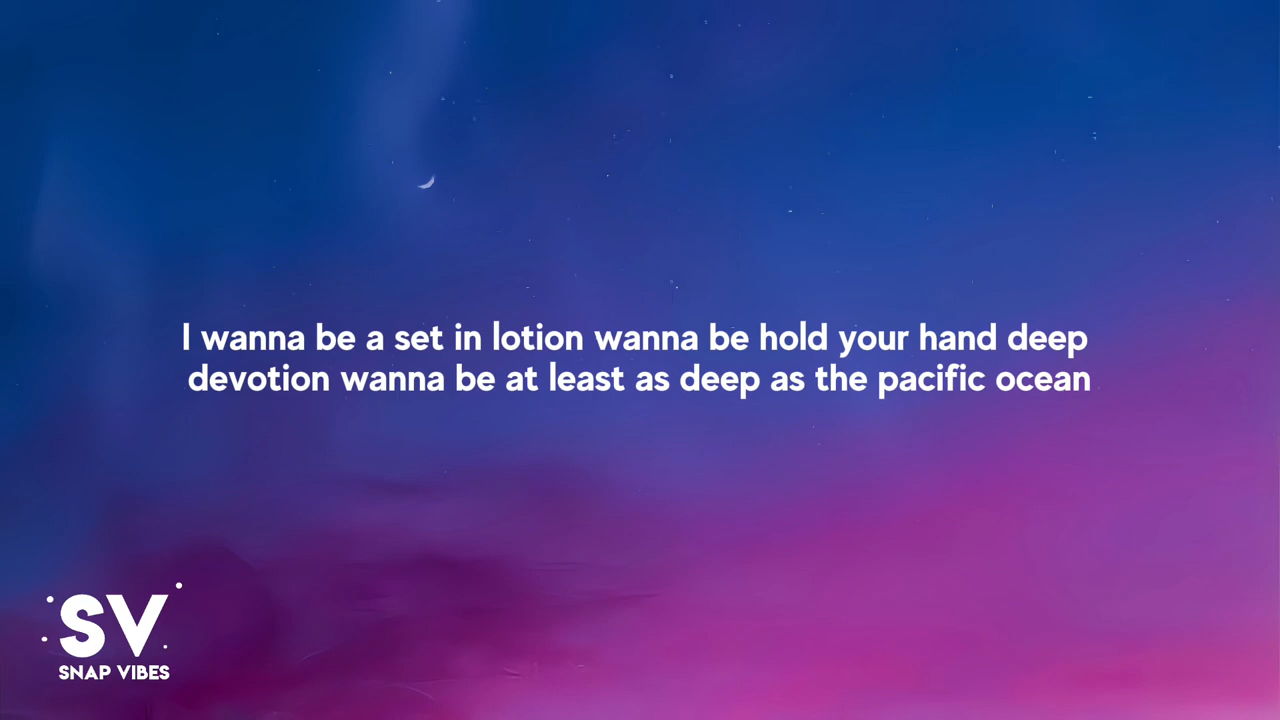 I wanna be a set in lotion wanna be hold your hand deep
devotion wanna be at least as deep as the pacific ocean
SV
SNAP VIBES